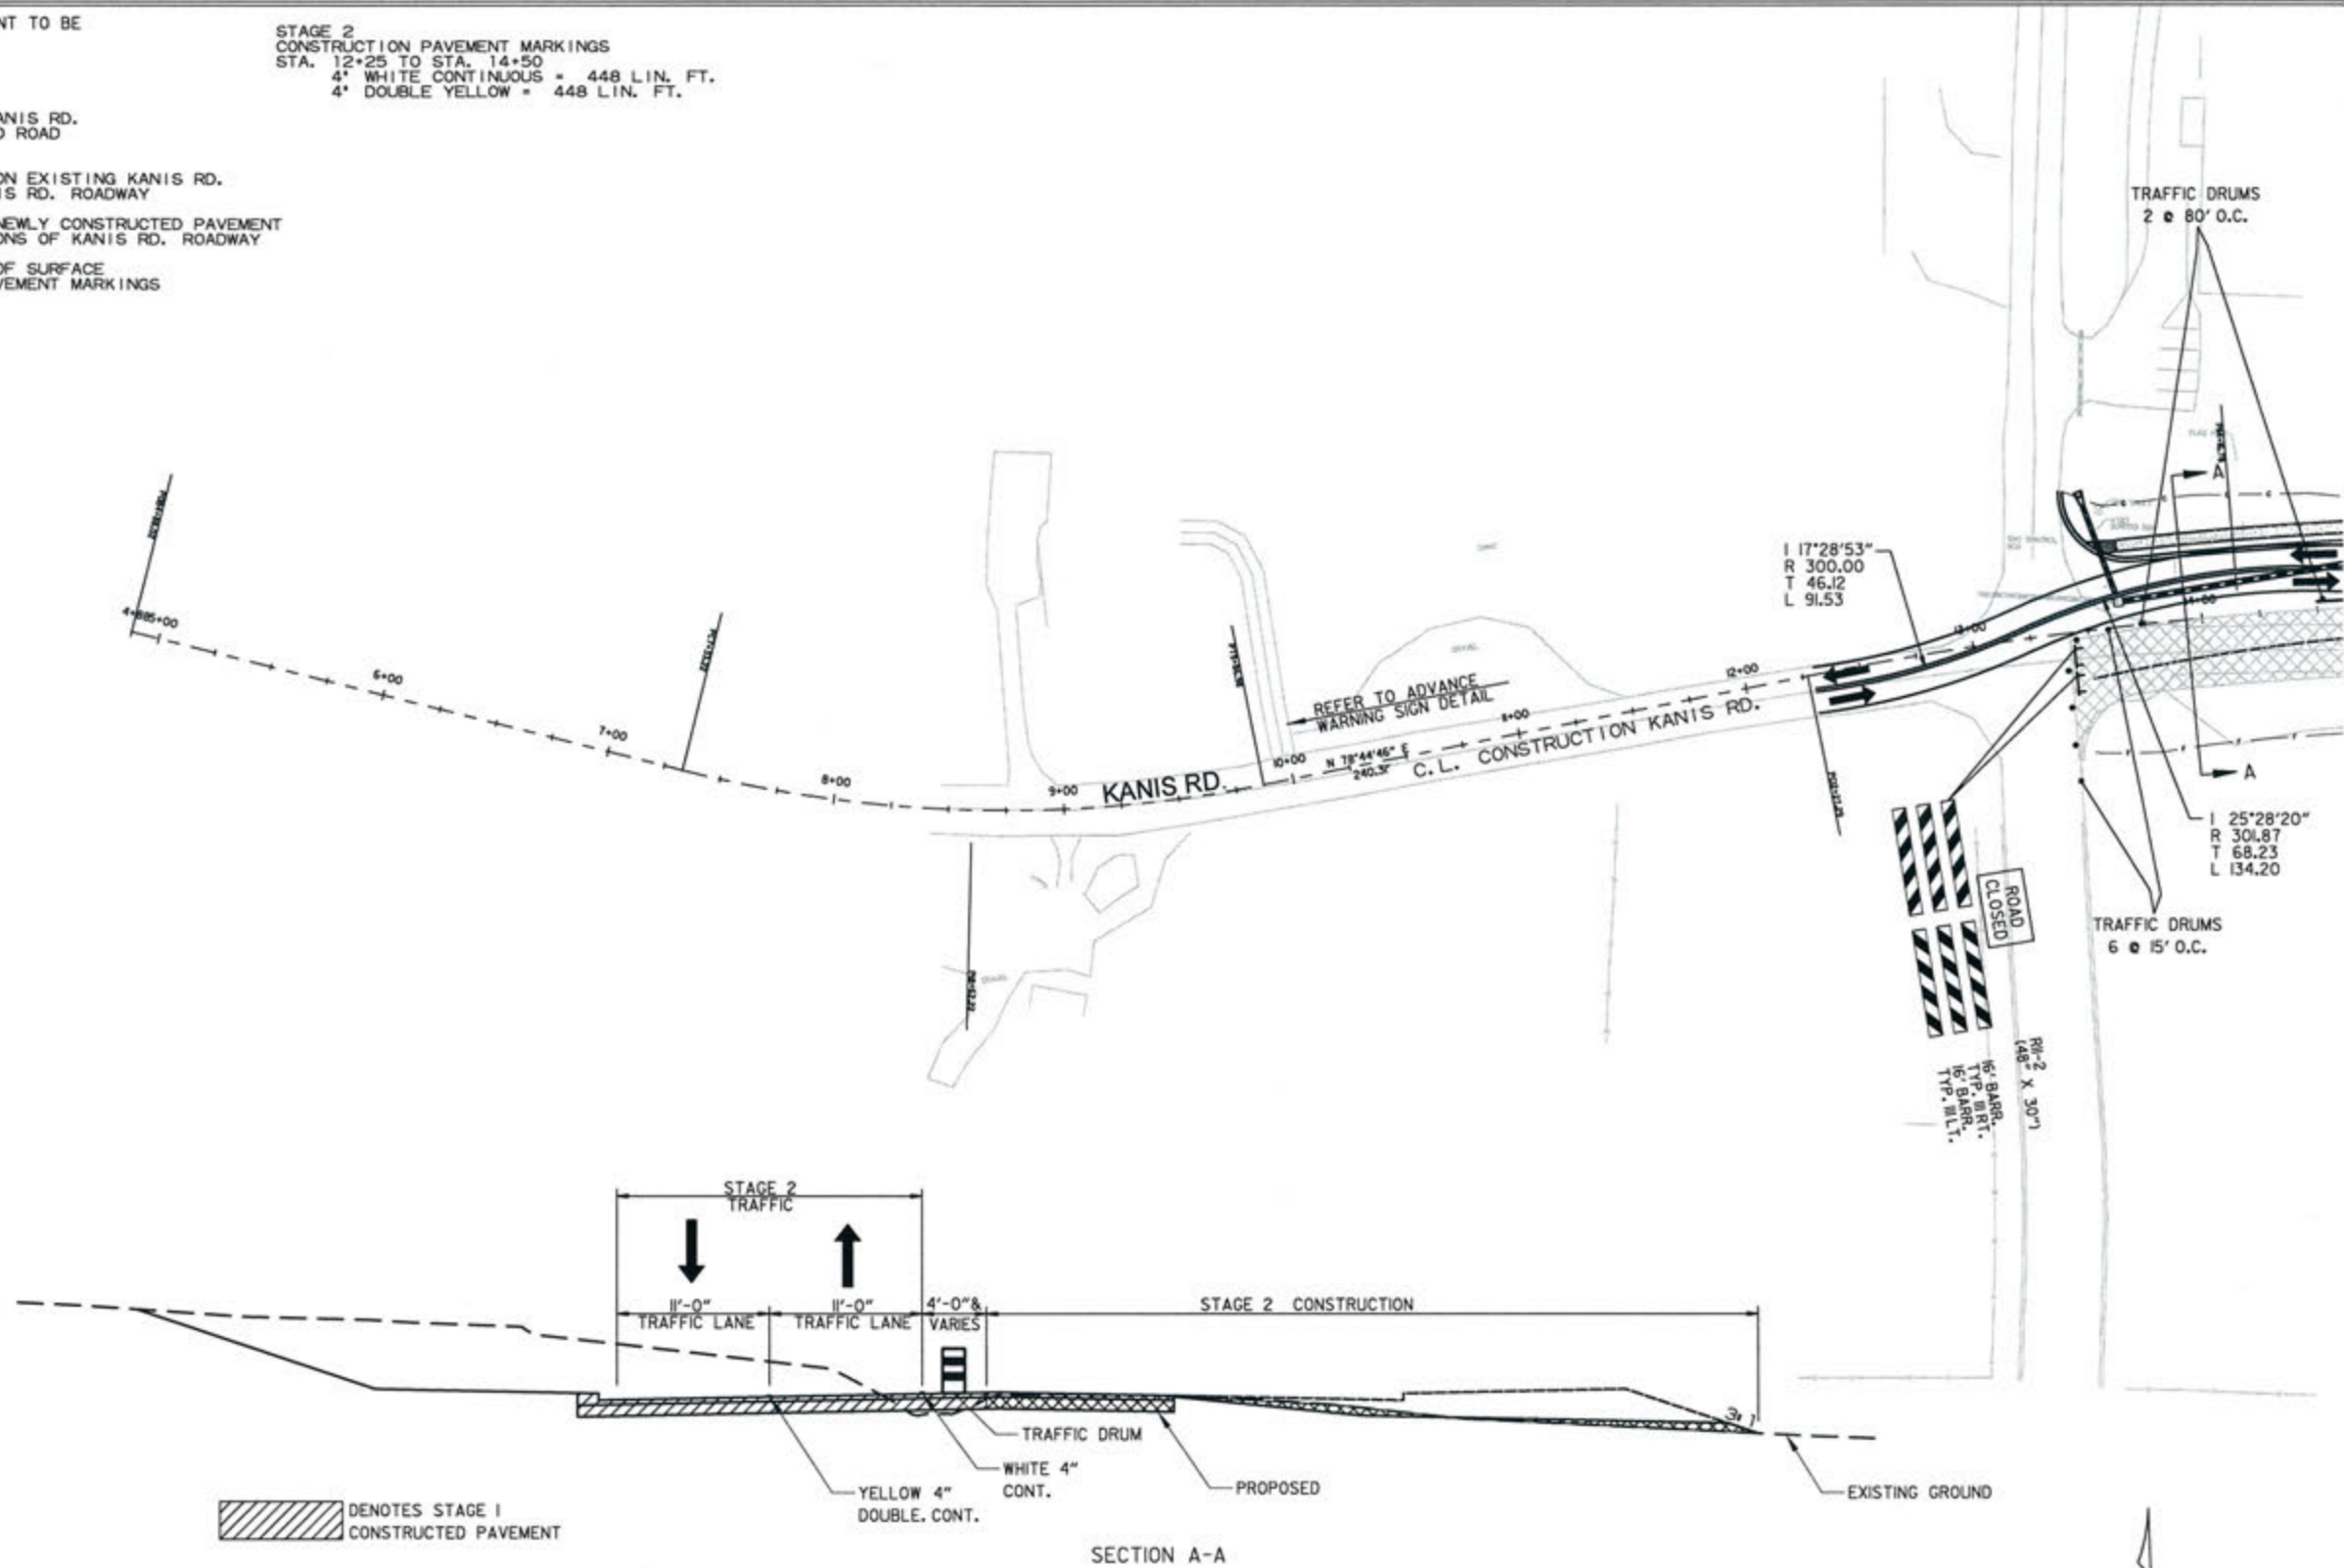 NT TO BE
ANIS RD.
O ROAD
ON EXISTING KANIS RD.
IS RD. ROADWAY
NEWLY CONSTRUCTED PAVEMENT
ONS OF KANIS RD. ROADWAY
OF SURFACE
VEMENT MARKINGS
STAGE 2
CONSTRUCTION PAVEMENT MARKINGS
STA. 12+25 TO STA. 14+50
4" WHITE CONTINUOUS = 448 LIN. FT.
4" DOUBLE YELLOW = 448 LIN. FT.
TRAFFIC DRUMS
2 @ 80' O.C.
A
I 17°28'53"
R 300.00
T 46.12
L 91.53
6+00
7+00
8+00
9+00
KANIS RD.
10+00
N 78°44'46" E
240.31'
REFER TO ADVANCE
WARNING SIGN DETAIL
11+00
C.L. CONSTRUCTION KANIS RD.
12+00
13+00
14+00
A
I 25°28'20"
R 301.87
T 68.23
L 134.20
ROAD
CLOSED
TRAFFIC DRUMS
6 @ 15' O.C.
R11-2
(48" X 30")
16' BARR.
TYP. III RT.
16' BARR.
TYP. III LT.
STAGE 2
TRAFFIC
11'-0"
TRAFFIC LANE
11'-0"
TRAFFIC LANE
4'-0"&
VARIES
STAGE 2 CONSTRUCTION
3:1
TRAFFIC DRUM
WHITE 4"
CONT.
YELLOW 4"
DOUBLE. CONT.
PROPOSED
EXISTING GROUND
DENOTES STAGE I
CONSTRUCTED PAVEMENT
SECTION A-A